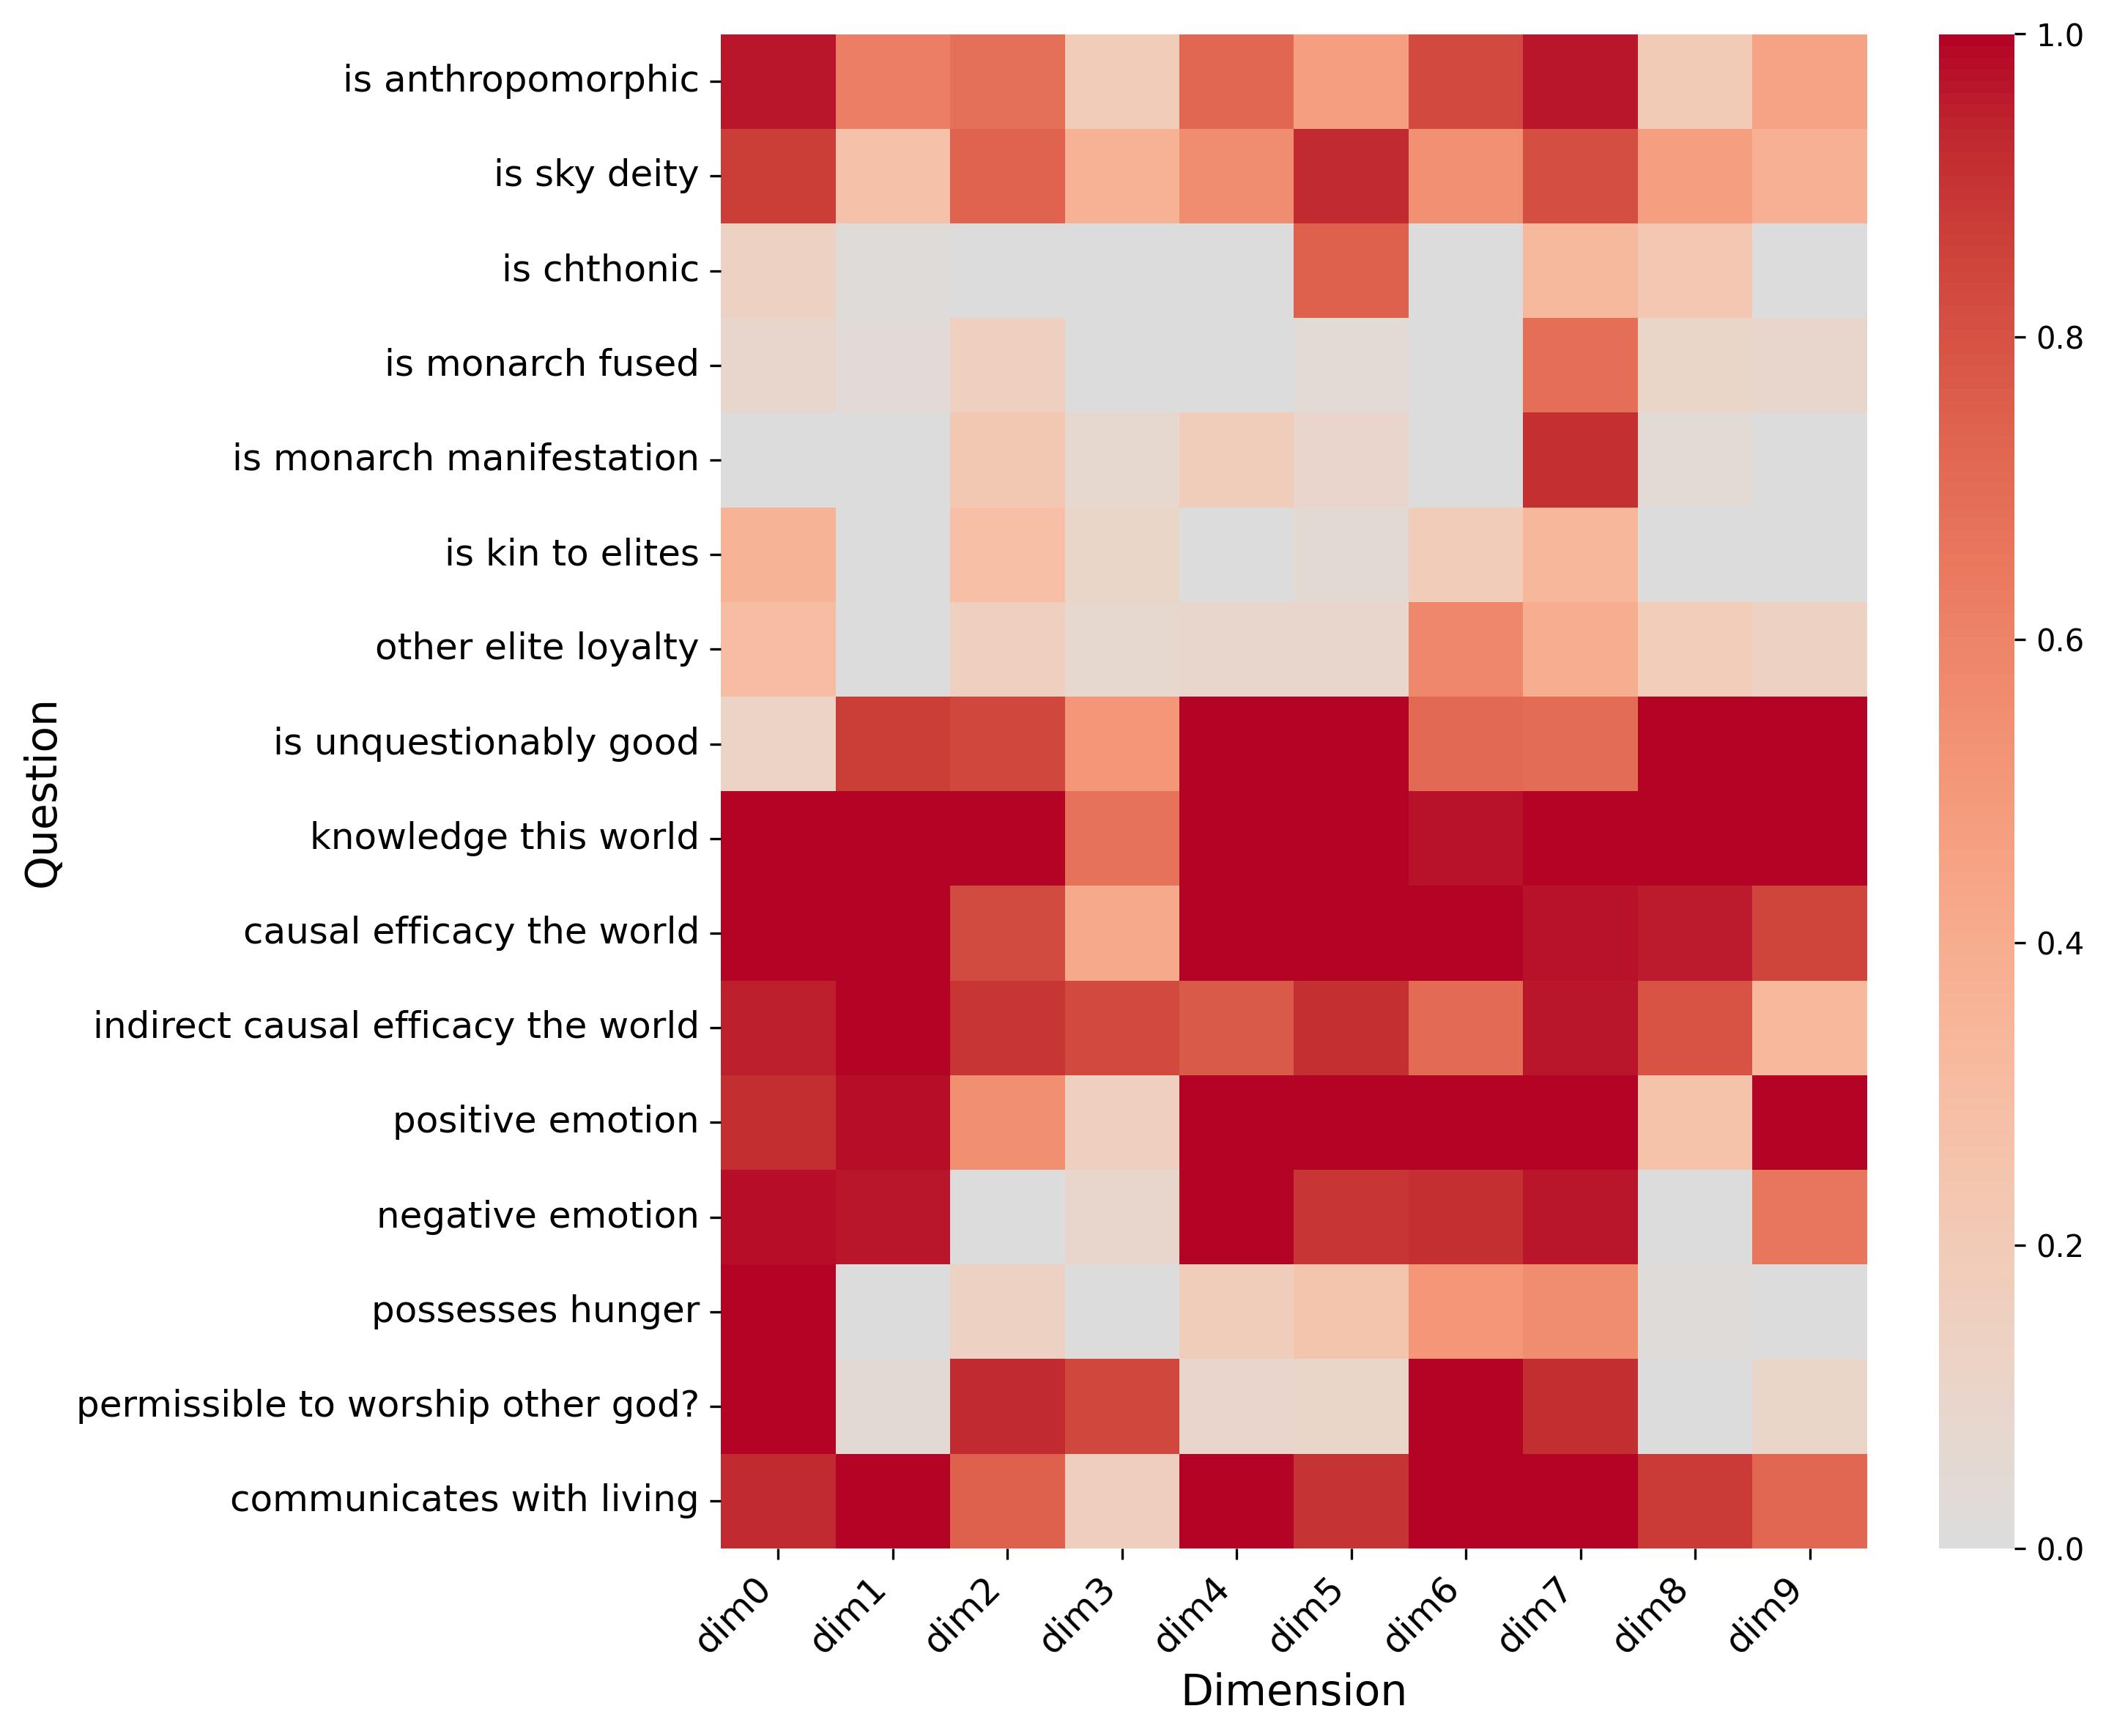 is anthropomorphic
is sky deity
is chthonic
is monarch fused
is monarch manifestation
is kin to elites
other elite loyalty
is unquestionably good
knowledge this world
causal efficacy the world
indirect causal efficacy the world
positive emotion
negative emotion
possesses hunger
permissible to worship other god?
communicates with living
Question
dim0
dim1
dim2
dim3
dim4
dim5
dim6
dim7
dim8
dim9
Dimension
1.0
0.8
0.6
0.4
0.2
0.0